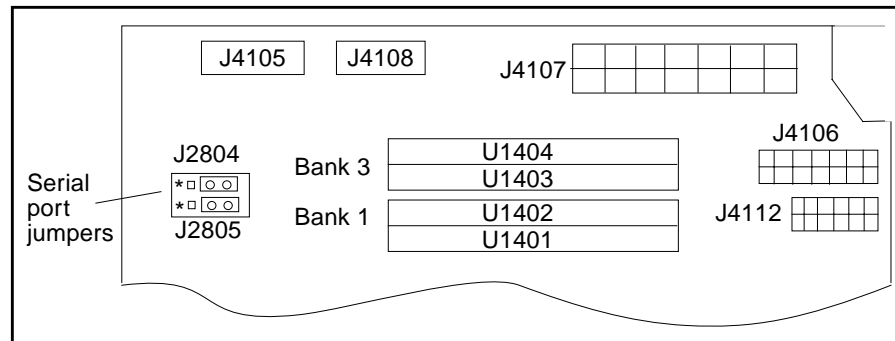 J4105
J4108
J4107
J4106
J2804
Bank 3
U1404
U1403
Serial
port
jumpers
*
*
J2805
Bank 1
U1402
U1401
J4112